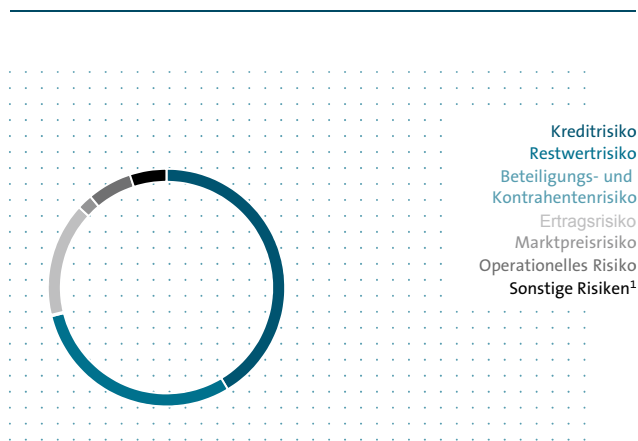 Kreditrisiko
Restwertrisiko
Beteiligungs- und
Kontrahentenrisiko
Ertragsrisiko
Marktpreisrisiko
Operationelles Risiko
Sonstige Risiken¹